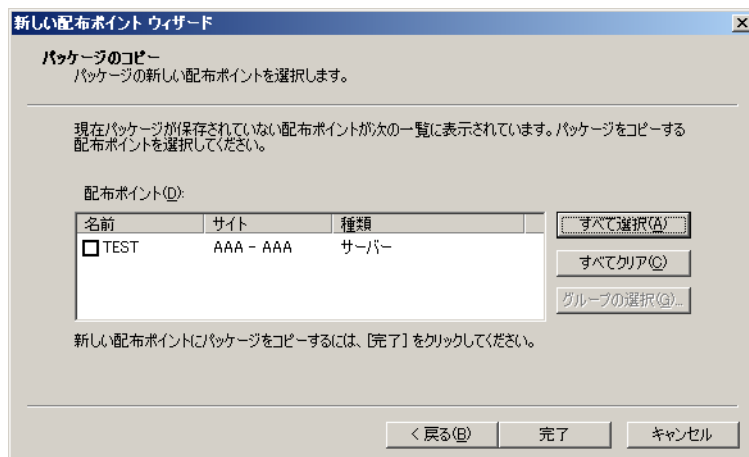 新しい配布ポイント ウィザード
パッケージのコピー
パッケージの新しい配布ポイントを選択します。
現在パッケージが保存されていない配布ポイントが次の一覧に表示されています。パッケージをコピーする
配布ポイントを選択してください。
配布ポイント(D):
名前 サイト 種類
TEST AAA - AAA サーバー
すべて選択(A)
すべてクリア(C)
グループの選択(G)...
新しい配布ポイントにパッケージをコピーするには、[完了] をクリックしてください。
< 戻る(B) 完了 キャンセル